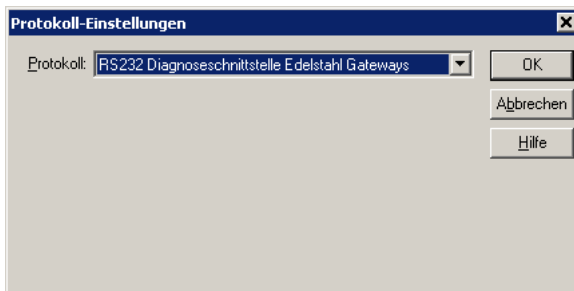 Protokoll-Einstellungen
Protokoll: RS232 Diagnoseschnittstelle Edelstahl Gateways
OK
Abbrechen
Hilfe